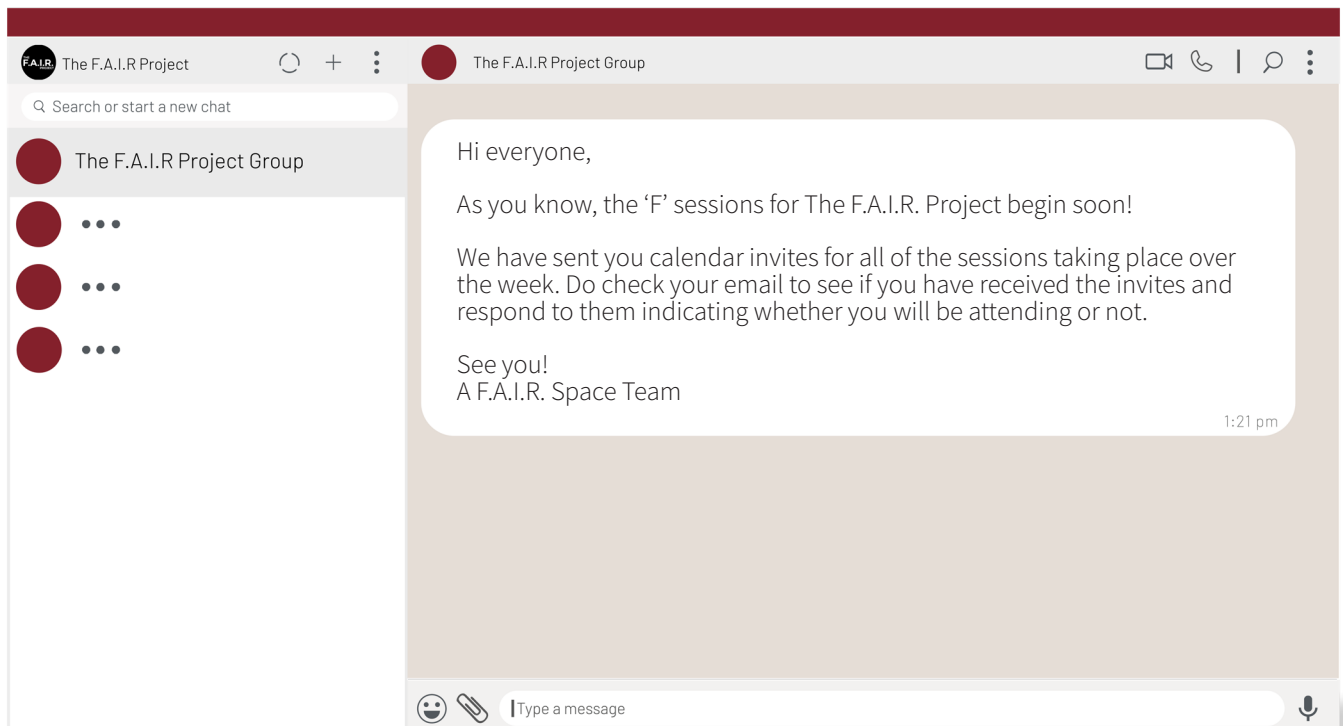 F.A.I.R.
The F.A.I.R Project
Search or start a new chat
The F.A.I.R Project Group
The F.A.I.R Project Group
Hi everyone,
As you know, the ‘F’ sessions for The F.A.I.R. Project begin soon!
We have sent you calendar invites for all of the sessions taking place over
the week. Do check your email to see if you have received the invites and
respond to them indicating whether you will be attending or not.
See you!
A F.A.I.R. Space Team
1:21 pm
Type a message